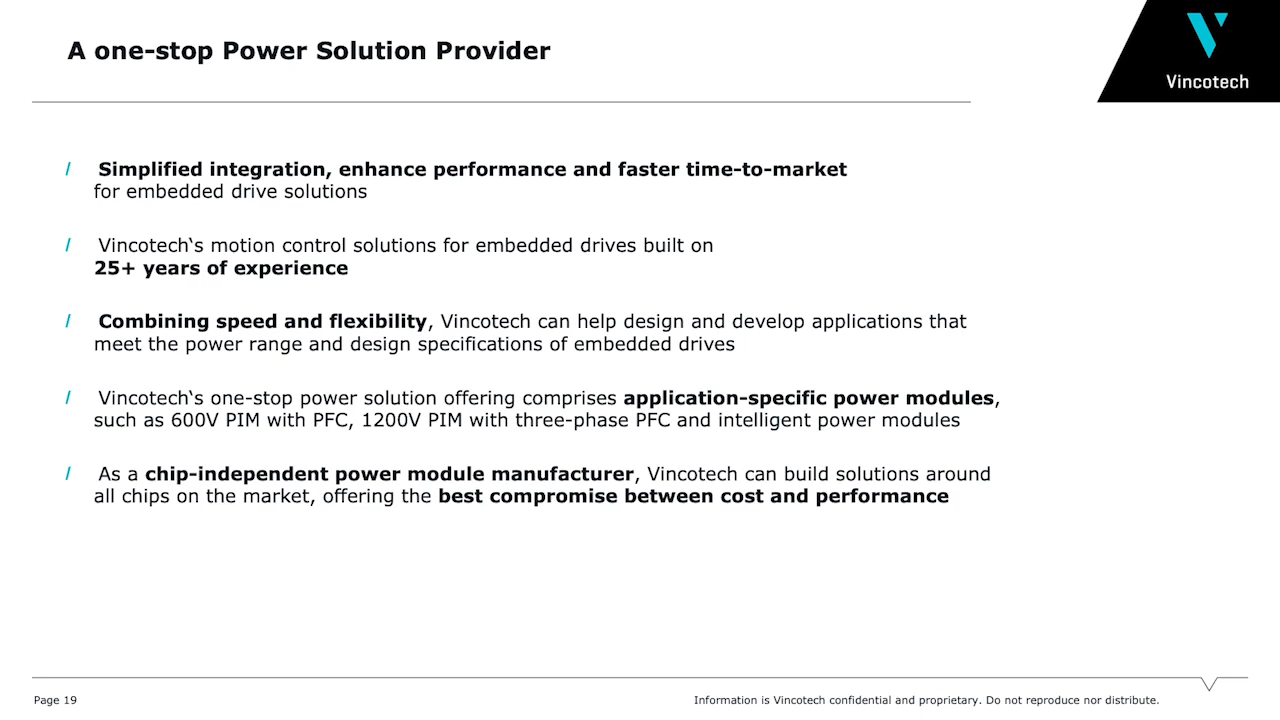 A one-stop Power Solution Provider
Vincotech
/ Simplified integration, enhance performance and faster time-to-market
for embedded drive solutions
/ Vincotech‘s motion control solutions for embedded drives built on
25+ years of experience
/ Combining speed and flexibility, Vincotech can help design and develop applications that
meet the power range and design specifications of embedded drives
/ Vincotech‘s one-stop power solution offering comprises application-specific power modules,
such as 600V PIM with PFC, 1200V PIM with three-phase PFC and intelligent power modules
/ As a chip-independent power module manufacturer, Vincotech can build solutions around
all chips on the market, offering the best compromise between cost and performance
Page 19
Information is Vincotech confidential and proprietary. Do not reproduce nor distribute.